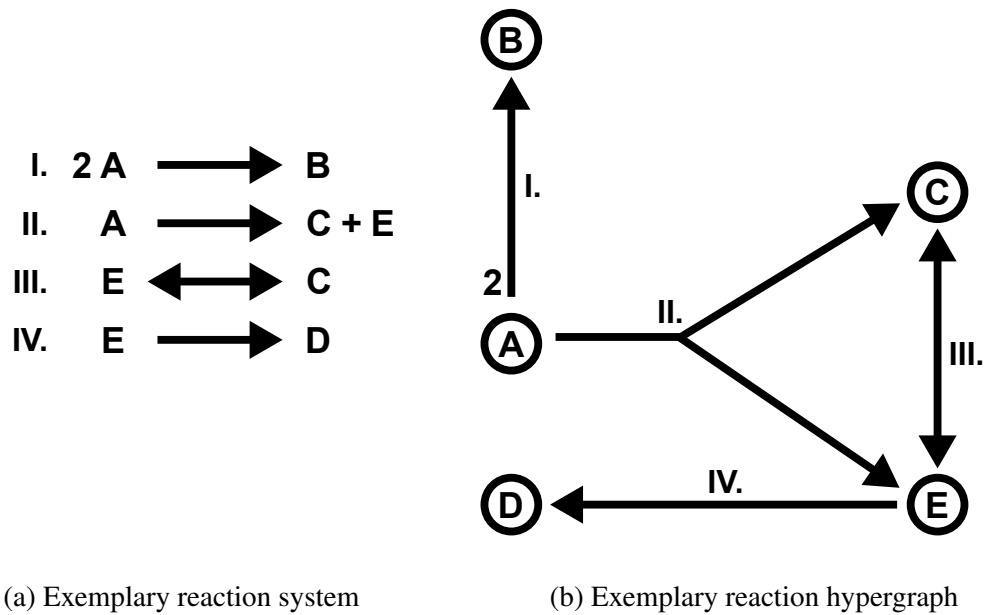 I. 2 A B
II. A C + E
III. E C
IV. E D
B
I.
2
A
II.
C
III.
D
IV.
E
(a) Exemplary reaction system
(b) Exemplary reaction hypergraph